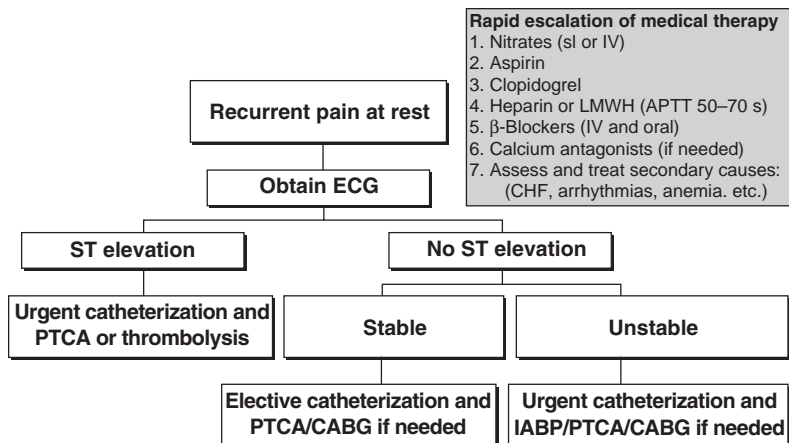 Rapid escalation of medical therapy
1. Nitrates (sl or IV)
2. Aspirin
3. Clopidogrel
4. Heparin or LMWH (APTT 50–70 s)
5. β-Blockers (IV and oral)
6. Calcium antagonists (if needed)
7. Assess and treat secondary causes:
(CHF, arrhythmias, anemia. etc.)
Recurrent pain at rest
Obtain ECG
ST elevation
No ST elevation
Urgent catheterization and
PTCA or thrombolysis
Stable
Unstable
Elective catheterization and
PTCA/CABG if needed
Urgent catheterization and
IABP/PTCA/CABG if needed